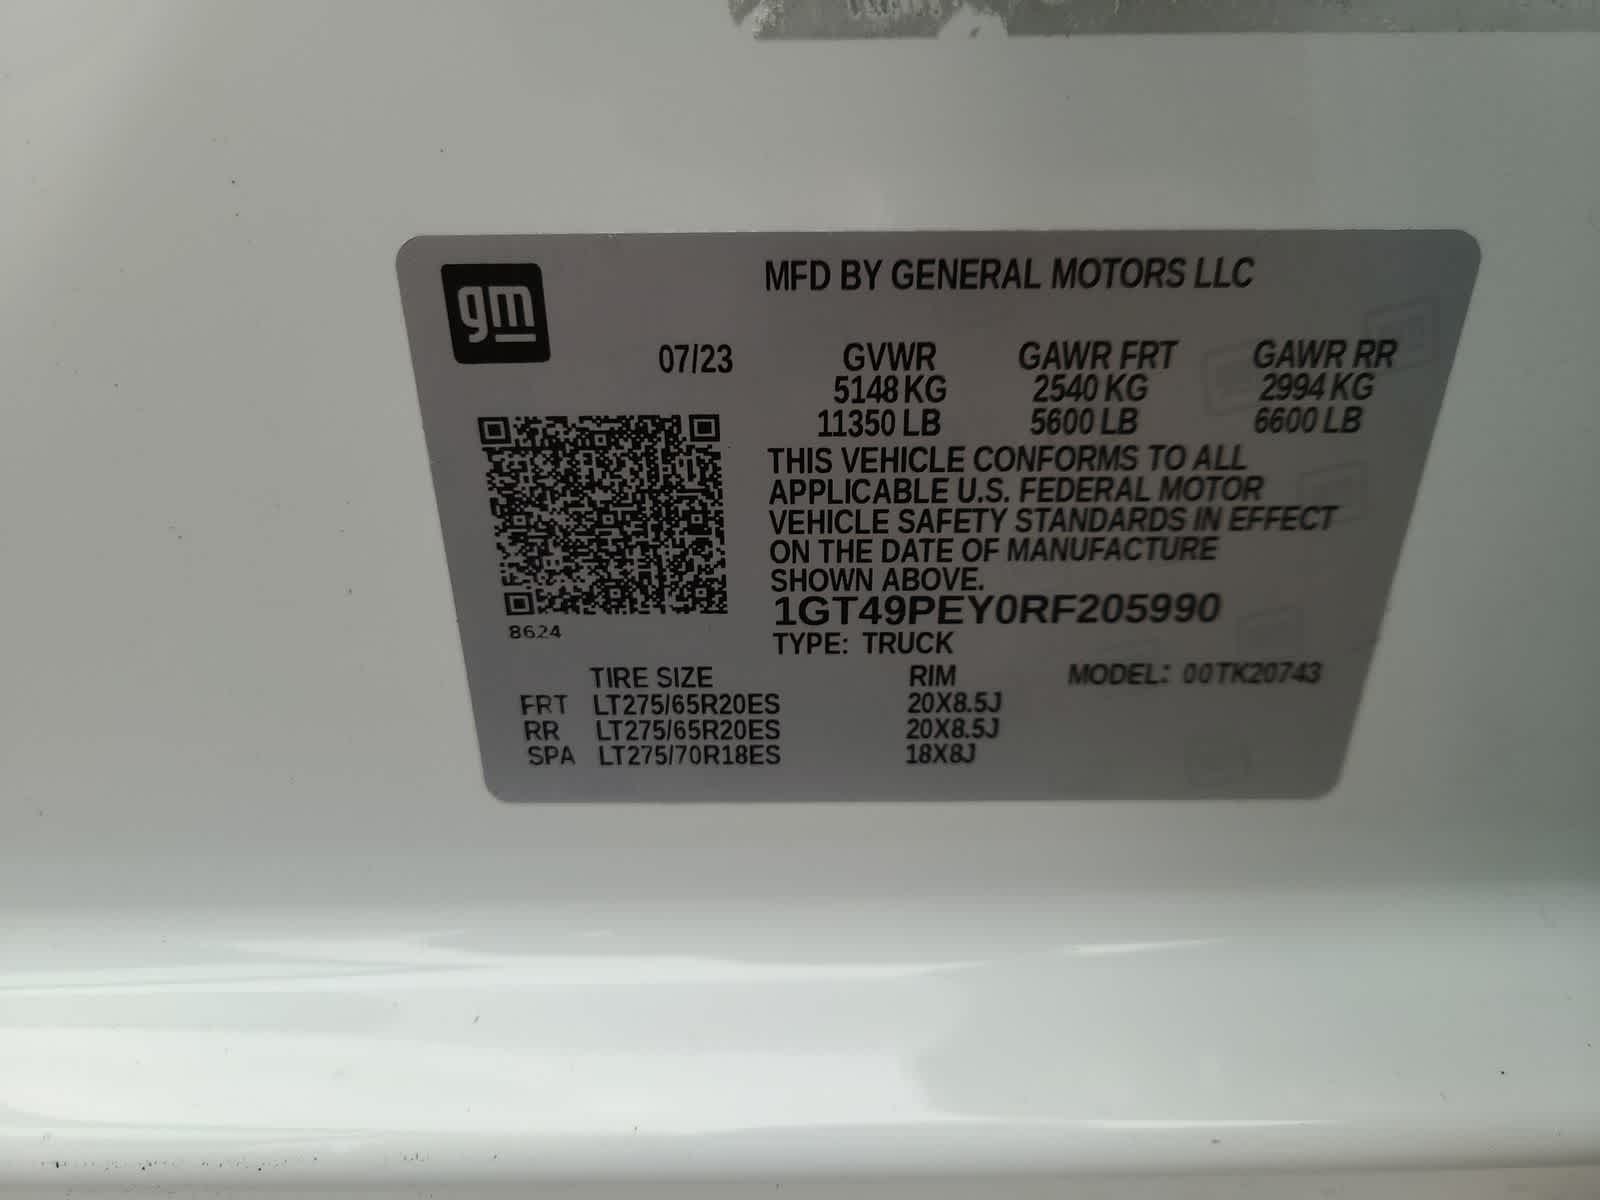 gm
MFD BY GENERAL MOTORS LLC
07/23 GVWR GAWR FRT GAWR RR
5148 KG 2540 KG 2994 KG
11350 LB 5600 LB 6600 LB
THIS VEHICLE CONFORMS TO ALL
APPLICABLE U.S. FEDERAL MOTOR
VEHICLE SAFETY STANDARDS IN EFFECT
ON THE DATE OF MANUFACTURE
SHOWN ABOVE.
1GT49PEY0RF205990
8624
TYPE: TRUCK
TIRE SIZE RIM MODEL: 00TK20743
FRT LT275/65R20ES 20X8.5J
RR LT275/65R20ES 20X8.5J
SPA LT275/70R18ES 18X8J